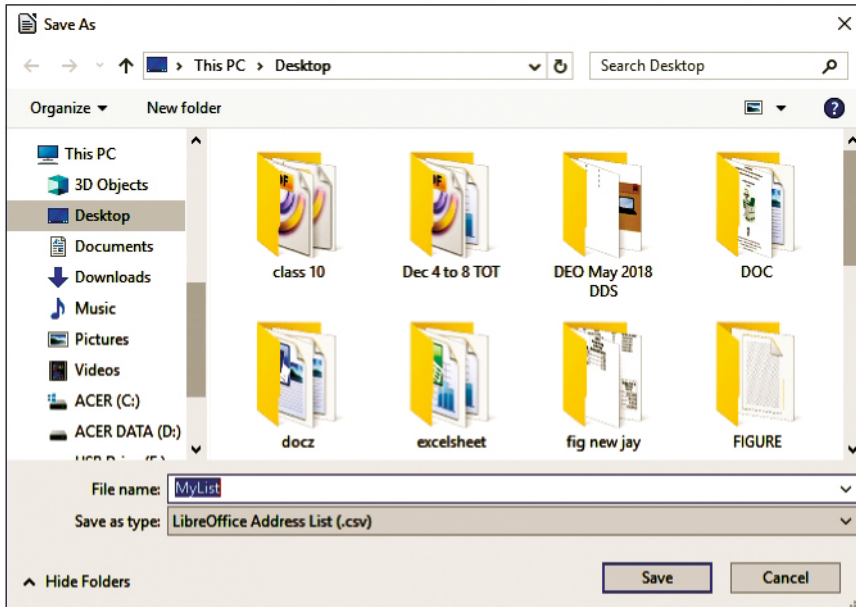 Save As
This PC > Desktop
Search Desktop
Organize
New folder
?
This PC
3D Objects
Desktop
Documents
Downloads
Music
Pictures
Videos
ACER (C:)
ACER DATA (D:)
class 10
Dec 4 to 8 TOT
DEO May 2018
DDS
DOC
docz
excelsheet
fig new jay
FIGURE
File name: MyList
Save as type: LibreOffice Address List (.csv)
Hide Folders
Save
Cancel